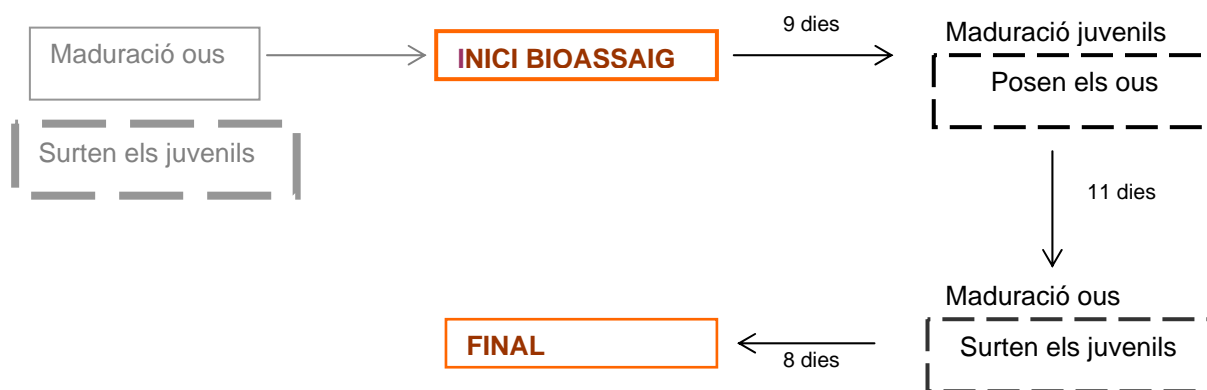 Maduració ous
Surten els juvenils
INICI BIOASSAIG
9 dies
Maduració juvenils
Posen els ous
11 dies
Maduració ous
Surten els juvenils
8 dies
FINAL